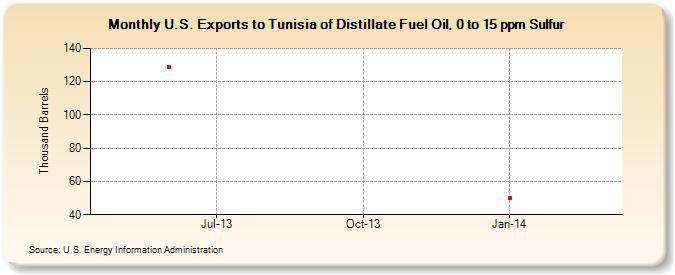 Monthly U.S. Exports to Tunisia of Distillate Fuel Oil, 0 to 15 ppm Sulfur
Thousand Barrels
140
120
100
80
60
40
Jul-13
Oct-13
Jan-14
Source: U.S. Energy Information Administration